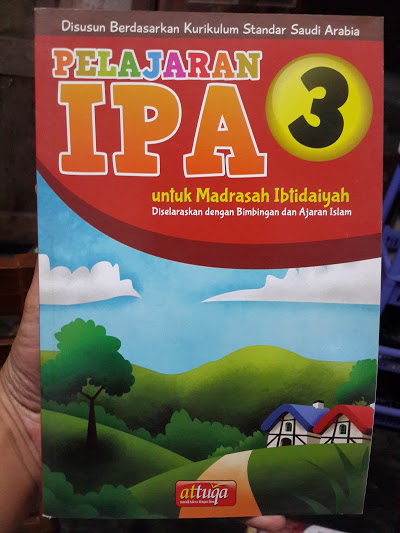 Disusun Berdasarkan Kurikulum Standar Saudi Arabia
PELAJARAN
IPA 3
untuk Madrasah Ibtidaiyah
Diselaraskan dengan Bimbingan dan Ajaran Islam
attuqa